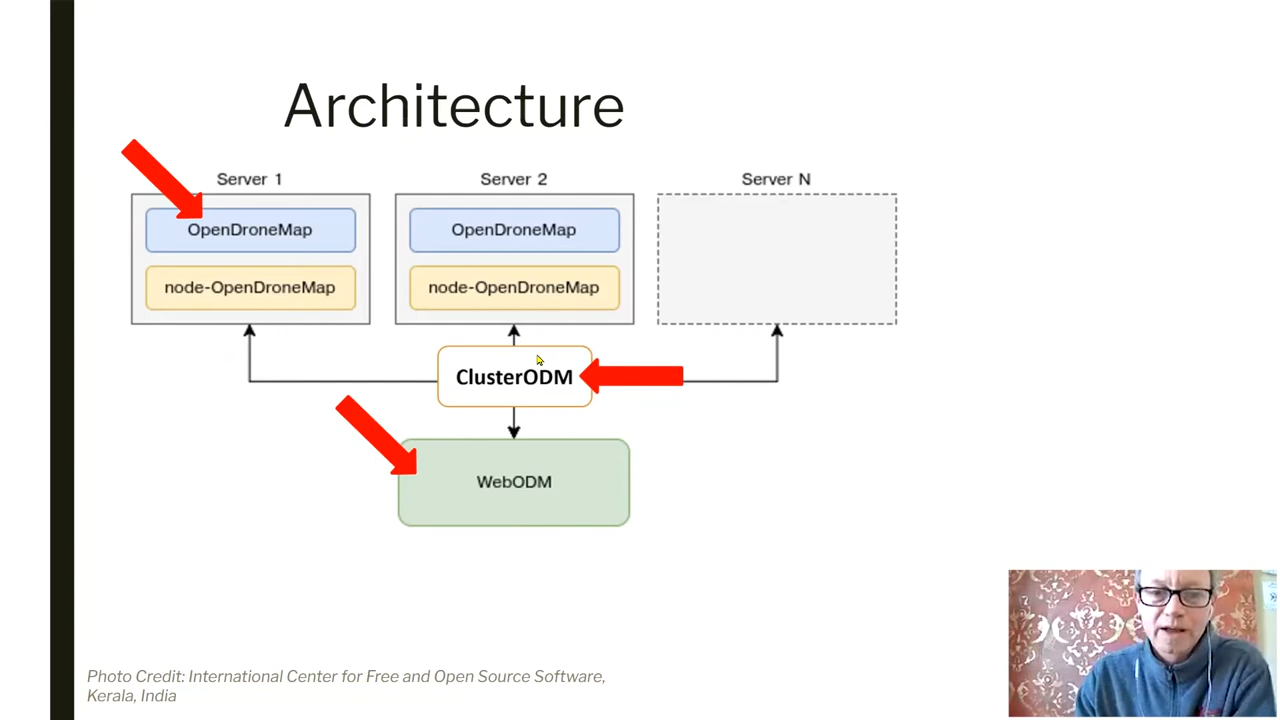 Architecture
Server 1
Server 2
Server N
OpenDroneMap
OpenDroneMap
node-OpenDroneMap
node-OpenDroneMap
ClusterODM
WebODM
Photo Credit: International Center for Free and Open Source Software,
Kerala, India